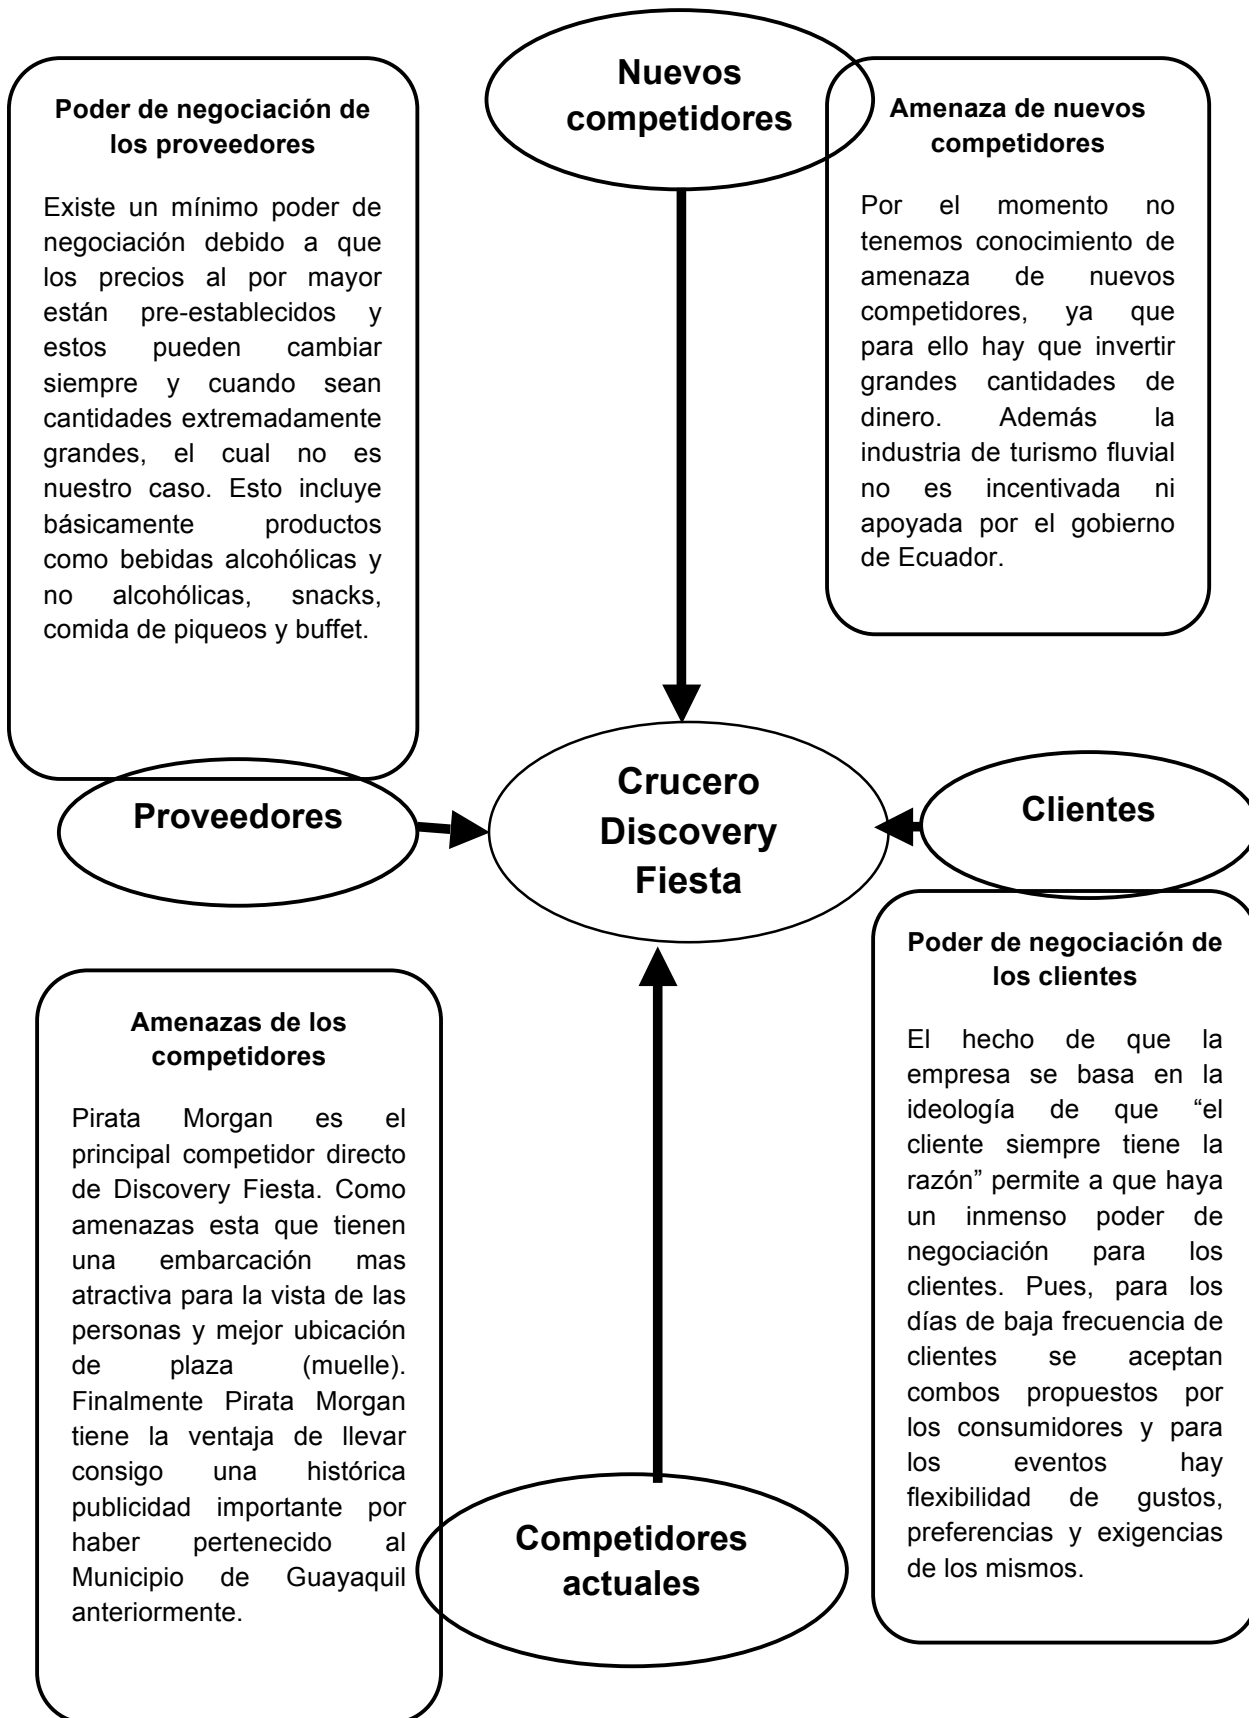 Nuevos
competidores
Poder de negociación de
los proveedores
Existe un mínimo poder de
negociación debido a que
los precios al por mayor
están pre-establecidos y
estos pueden cambiar
siempre y cuando sean
cantidades extremadamente
grandes, el cual no es
nuestro caso. Esto incluye
básicamente productos
como bebidas alcohólicas y
no alcohólicas, snacks,
comida de piqueos y buffet.
Amenaza de nuevos
competidores
Por el momento no
tenemos conocimiento de
amenaza de nuevos
competidores, ya que
para ello hay que invertir
grandes cantidades de
dinero. Además la
industria de turismo fluvial
no es incentivada ni
apoyada por el gobierno
de Ecuador.
Proveedores
Crucero
Discovery
Fiesta
Clientes
Amenazas de los
competidores
Pirata Morgan es el
principal competidor directo
de Discovery Fiesta. Como
amenazas esta que tienen
una embarcación mas
atractiva para la vista de las
personas y mejor ubicación
de plaza (muelle).
Finalmente Pirata Morgan
tiene la ventaja de llevar
consigo una histórica
publicidad importante por
haber pertenecido al
Municipio de Guayaquil
anteriormente.
Poder de negociación de
los clientes
El hecho de que la
empresa se basa en la
ideología de que “el
cliente siempre tiene la
razón” permite a que haya
un inmenso poder de
negociación para los
clientes. Pues, para los
días de baja frecuencia de
clientes se aceptan
combos propuestos por
los consumidores y para
los eventos hay
flexibilidad de gustos,
preferencias y exigencias
de los mismos.
Competidores
actuales